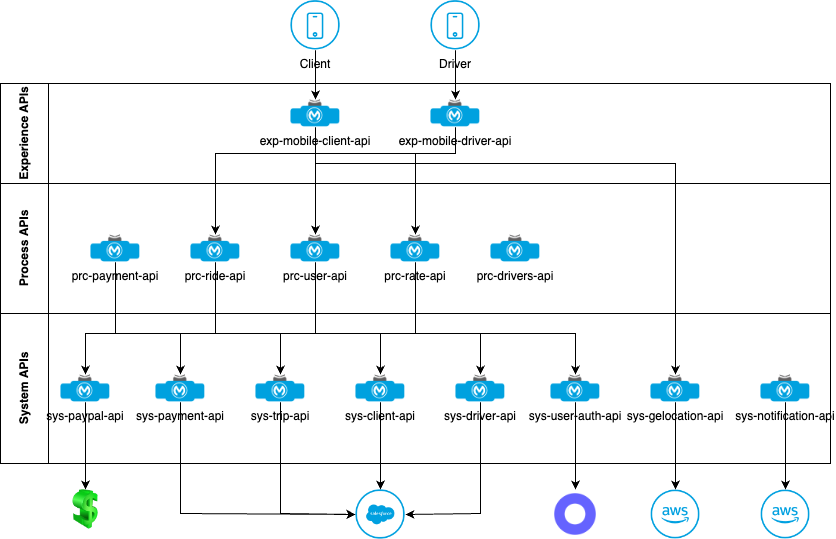 Client
Driver
Experience APIs
exp-mobile-client-api
exp-mobile-driver-api
Process APIs
prc-payment-api
prc-ride-api
prc-user-api
prc-rate-api
prc-drivers-api
System APIs
sys-paypal-api
sys-payment-api
sys-trip-api
sys-client-api
sys-driver-api
sys-user-auth-api
sys-gelocation-api
sys-notification-api
salesforce
aws
aws